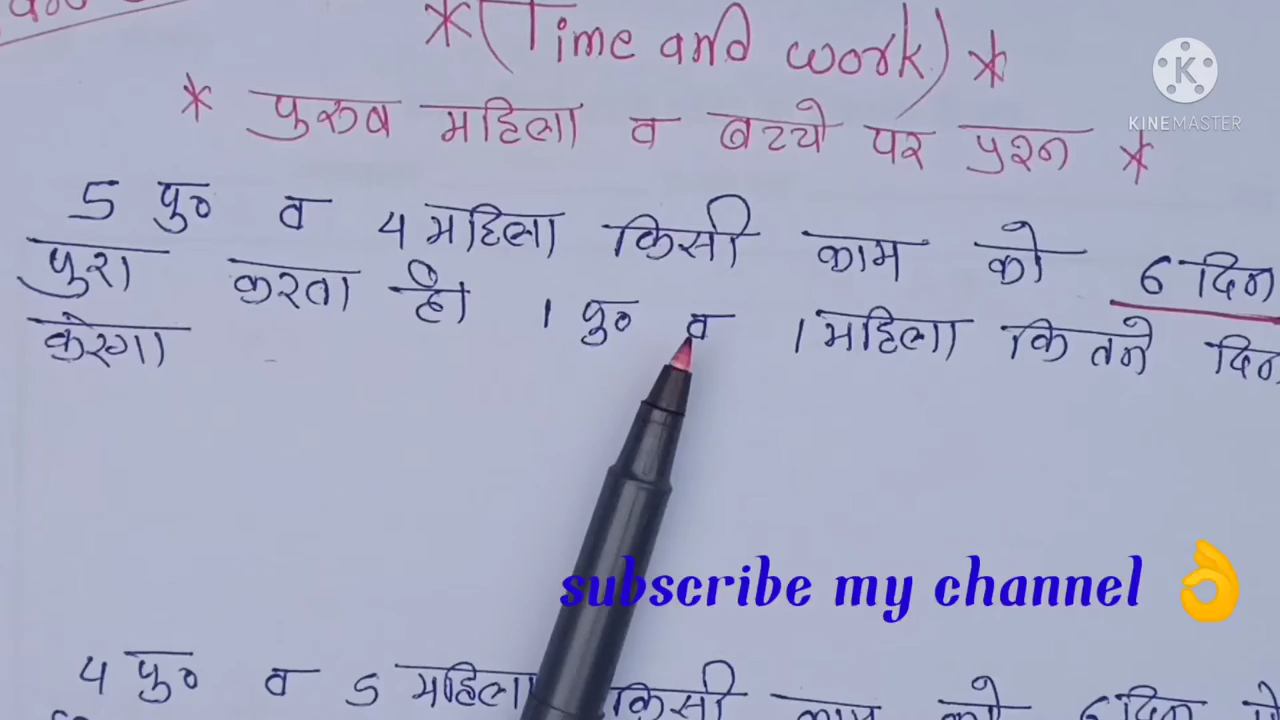 *(Time and work)*
* पुरुष महिला व बच्चे पर प्रश्न *
KINEMASTER
5 पु० व 4 महिला किसी काम को 6 दिन
पुरा करता है। 1 पु० व 1 महिला कितने दिन
करेगा
subscribe my channel 👌
4 पु० व 5 महिला किसी काम को 6 दिन मे